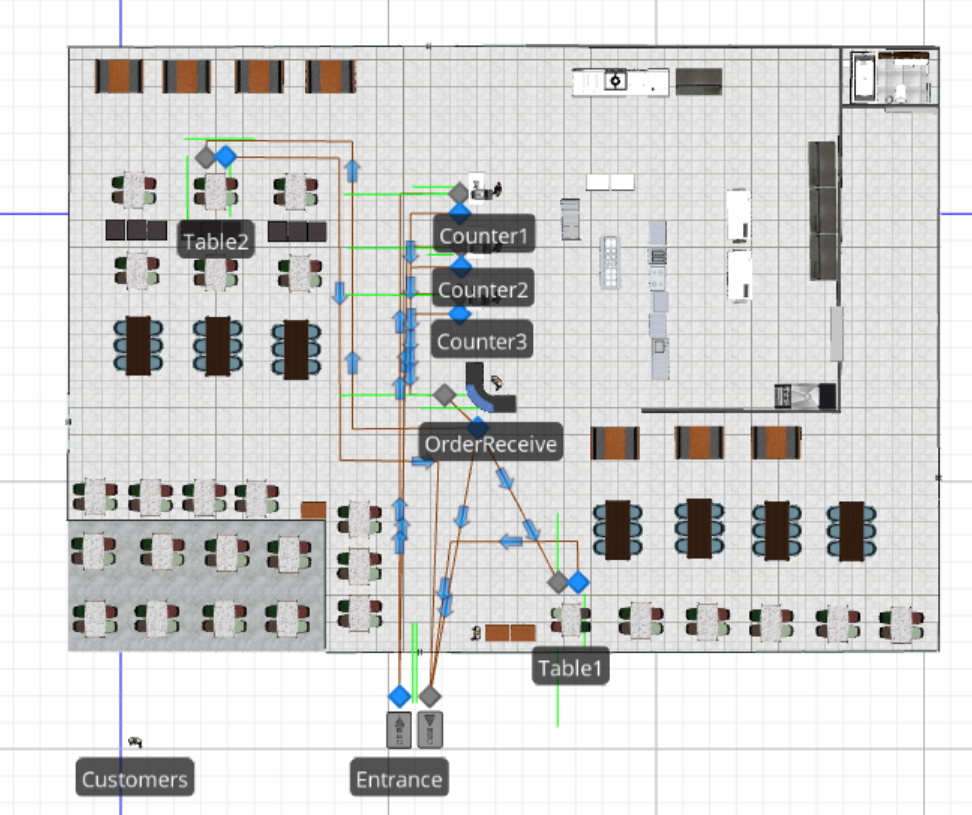 Table2
Counter1
Counter2
Counter3
OrderReceive
Table1
Customers
Entrance